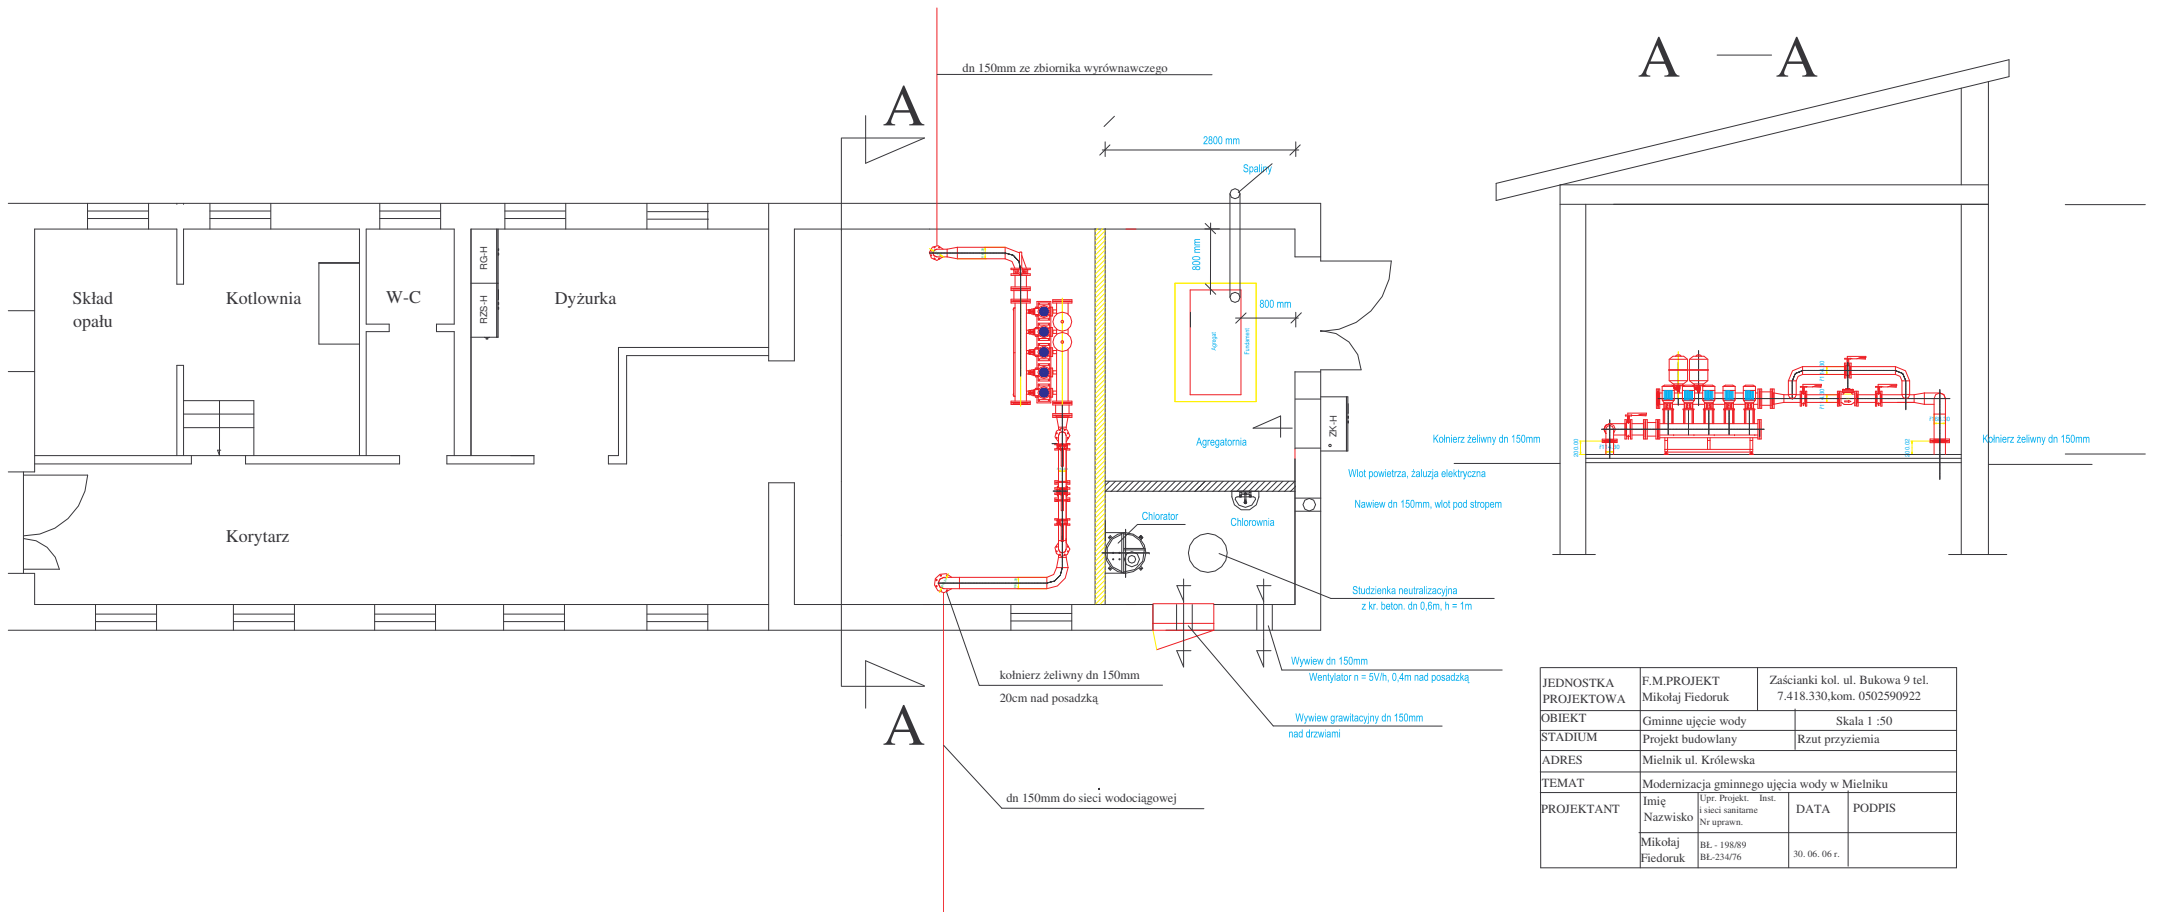 A — A
dn 150mm ze zbiornika wyrównawczego
A
2800 mm
Spaliny
800 mm
800 mm
RG-H
RZS-H
Skład
opału
Kotlownia
W-C
Dyżurka
Agregat
Fundament
ZK-H
Agregatornia
Kołnierz żeliwny dn 150mm
Kołnierz żeliwny dn 150mm
Wlot powietrza, żaluzja elektryczna
Nawiew dn 150mm, wlot pod stropem
Chlorator
Chlorownia
Korytarz
Studzienka neutralizacyjna
z kr. beton. dn 0,6m, h = 1m
Wywiew dn 150mm
Wentylator n = 5V/h, 0,4m nad posadzką
kołnierz żeliwny dn 150mm
20cm nad posadzką
Wywiew grawitacyjny dn 150mm
nad drzwiami
A
dn 150mm do sieci wodociągowej
JEDNOSTKA PROJEKTOWA
F.M.PROJEKT
Mikołaj Fiedoruk
Zaścianki kol. ul. Bukowa 9 tel.
7.418.330,kom. 0502590922
OBIEKT Gminne ujęcie wody Skala 1 :50
STADIUM Projekt budowlany Rzut przyziemia
ADRES Mielnik ul. Królewska
TEMAT Modernizacja gminnego ujęcia wody w Mielniku
PROJEKTANT
Imię
Nazwisko
Upr. Projekt. Inst.
i sieci sanitarne
Nr uprawn.
DATA PODPIS
Mikołaj
Fiedoruk
BŁ - 198/89
BŁ-234/76
30. 06. 06 r.